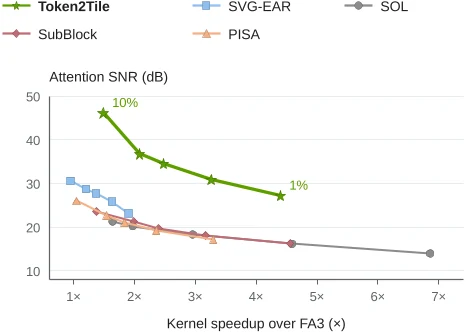 Token2Tile SVG-EAR SOL
SubBlock PISA
Attention SNR (dB)
50
10%
40
30
1%
20
10
1× 2× 3× 4× 5× 6× 7×
Kernel speedup over FA3 (×)